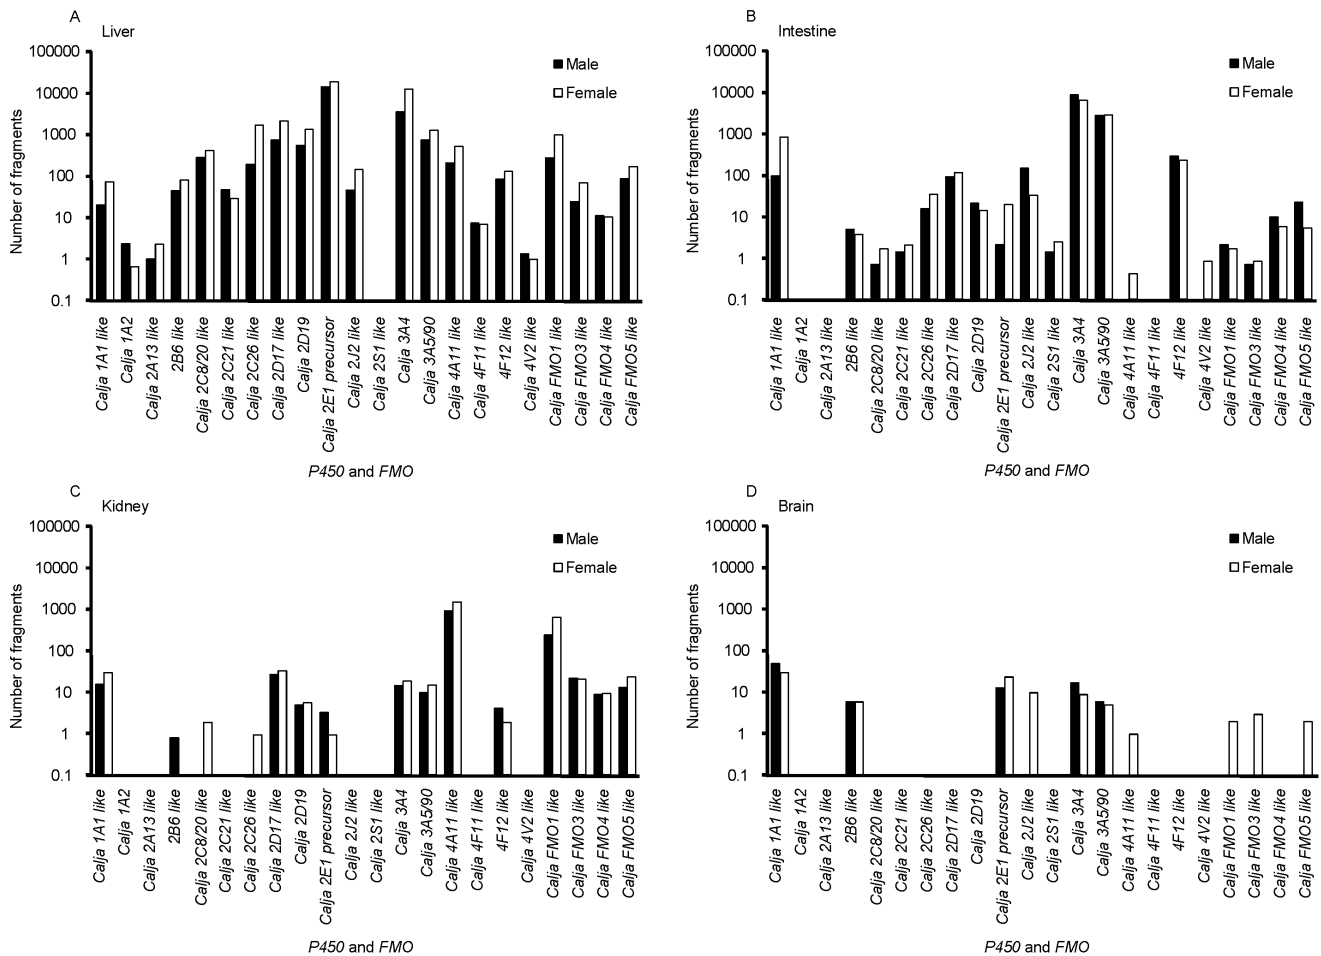 A
Liver
Number of fragments
100000
10000
1000
100
10
1
0.1
Male
Female
Calja 1A1 like
Calja 1A2
Calja 2A13 like
2B6 like
Calja 2C8/20 like
Calja 2C21 like
Calja 2C26 like
Calja 2D17 like
Calja 2D19
Calja 2E1 precursor
Calja 2J2 like
Calja 2S1 like
Calja 3A4
Calja 3A5/90
Calja 4A11 like
Calja 4F11 like
4F12 like
Calja 4V2 like
Calja FMO1 like
Calja FMO3 like
Calja FMO4 like
Calja FMO5 like
P450 and FMO
B
Intestine
Number of fragments
100000
10000
1000
100
10
1
0.1
Male
Female
Calja 1A1 like
Calja 1A2
Calja 2A13 like
2B6 like
Calja 2C8/20 like
Calja 2C21 like
Calja 2C26 like
Calja 2D17 like
Calja 2D19
Calja 2E1 precursor
Calja 2J2 like
Calja 2S1 like
Calja 3A4
Calja 3A5/90
Calja 4A11 like
Calja 4F11 like
4F12 like
Calja 4V2 like
Calja FMO1 like
Calja FMO3 like
Calja FMO4 like
Calja FMO5 like
P450 and FMO
C
Kidney
Number of fragments
100000
10000
1000
100
10
1
0.1
Male
Female
Calja 1A1 like
Calja 1A2
Calja 2A13 like
2B6 like
Calja 2C8/20 like
Calja 2C21 like
Calja 2C26 like
Calja 2D17 like
Calja 2D19
Calja 2E1 precursor
Calja 2J2 like
Calja 2S1 like
Calja 3A4
Calja 3A5/90
Calja 4A11 like
Calja 4F11 like
4F12 like
Calja 4V2 like
Calja FMO1 like
Calja FMO3 like
Calja FMO4 like
Calja FMO5 like
P450 and FMO
D
Brain
Number of fragments
100000
10000
1000
100
10
1
0.1
Male
Female
Calja 1A1 like
Calja 1A2
Calja 2A13 like
2B6 like
Calja 2C8/20 like
Calja 2C21 like
Calja 2C26 like
Calja 2D17 like
Calja 2D19
Calja 2E1 precursor
Calja 2J2 like
Calja 2S1 like
Calja 3A4
Calja 3A5/90
Calja 4A11 like
Calja 4F11 like
4F12 like
Calja 4V2 like
Calja FMO1 like
Calja FMO3 like
Calja FMO4 like
Calja FMO5 like
P450 and FMO